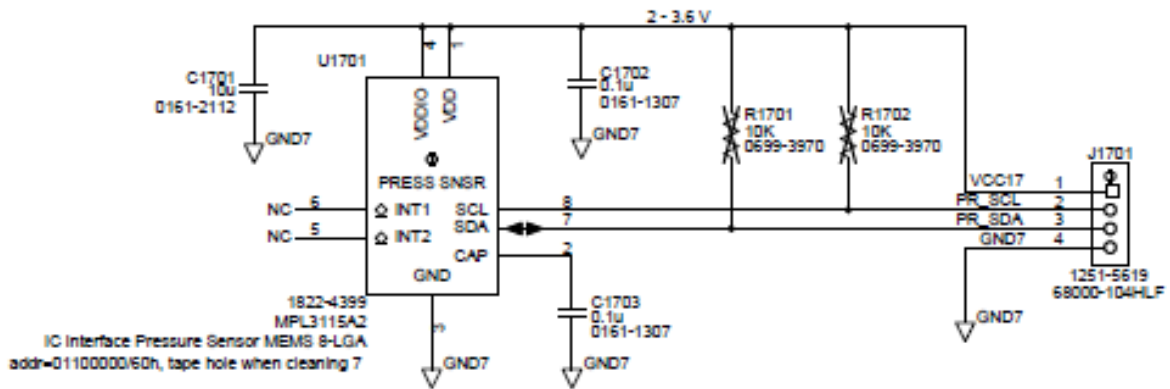 2 - 3.6 V
U1701
C1701
10u
0161-2112
GND7
4
1
VDDIO
VDD
C1702
0.1u
0161-1307
GND7
R1701
10K
0699-3970
R1702
10K
0699-3970
J1701
PRESS SNSR
VCC17 1
NC 6 INT1
SCL 8
PR_SCL 2
NC 5 INT2
SDA 7
PR_SDA 3
CAP 2
GND7 4
GND
1251-5619
68000-104HLF
1822-4399
MPL3115A2
IC Interface Pressure Sensor MEMS 8-LGA
addr=01100000/60h, tape hole when cleaning 7
3
GND7
C1703
0.1u
0161-1307
GND7
GND7